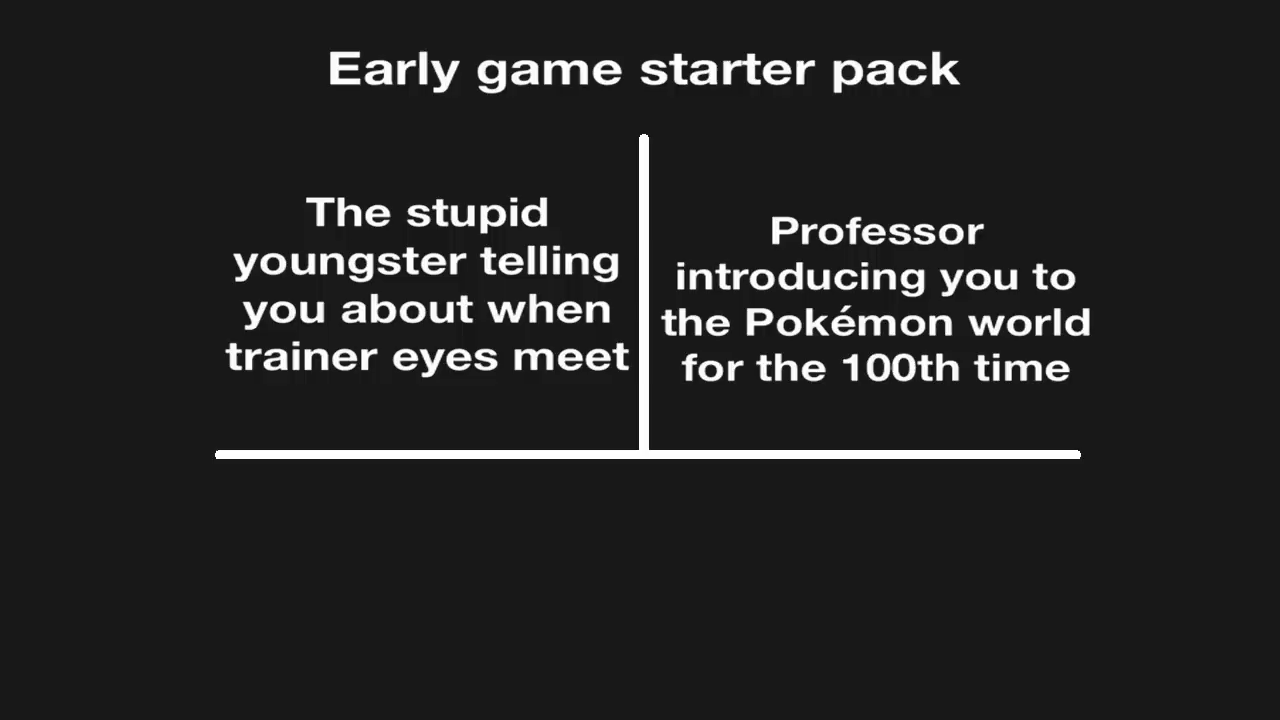 Early game starter pack
The stupid
youngster telling
you about when
trainer eyes meet
Professor
introducing you to
the Pokémon world
for the 100th time